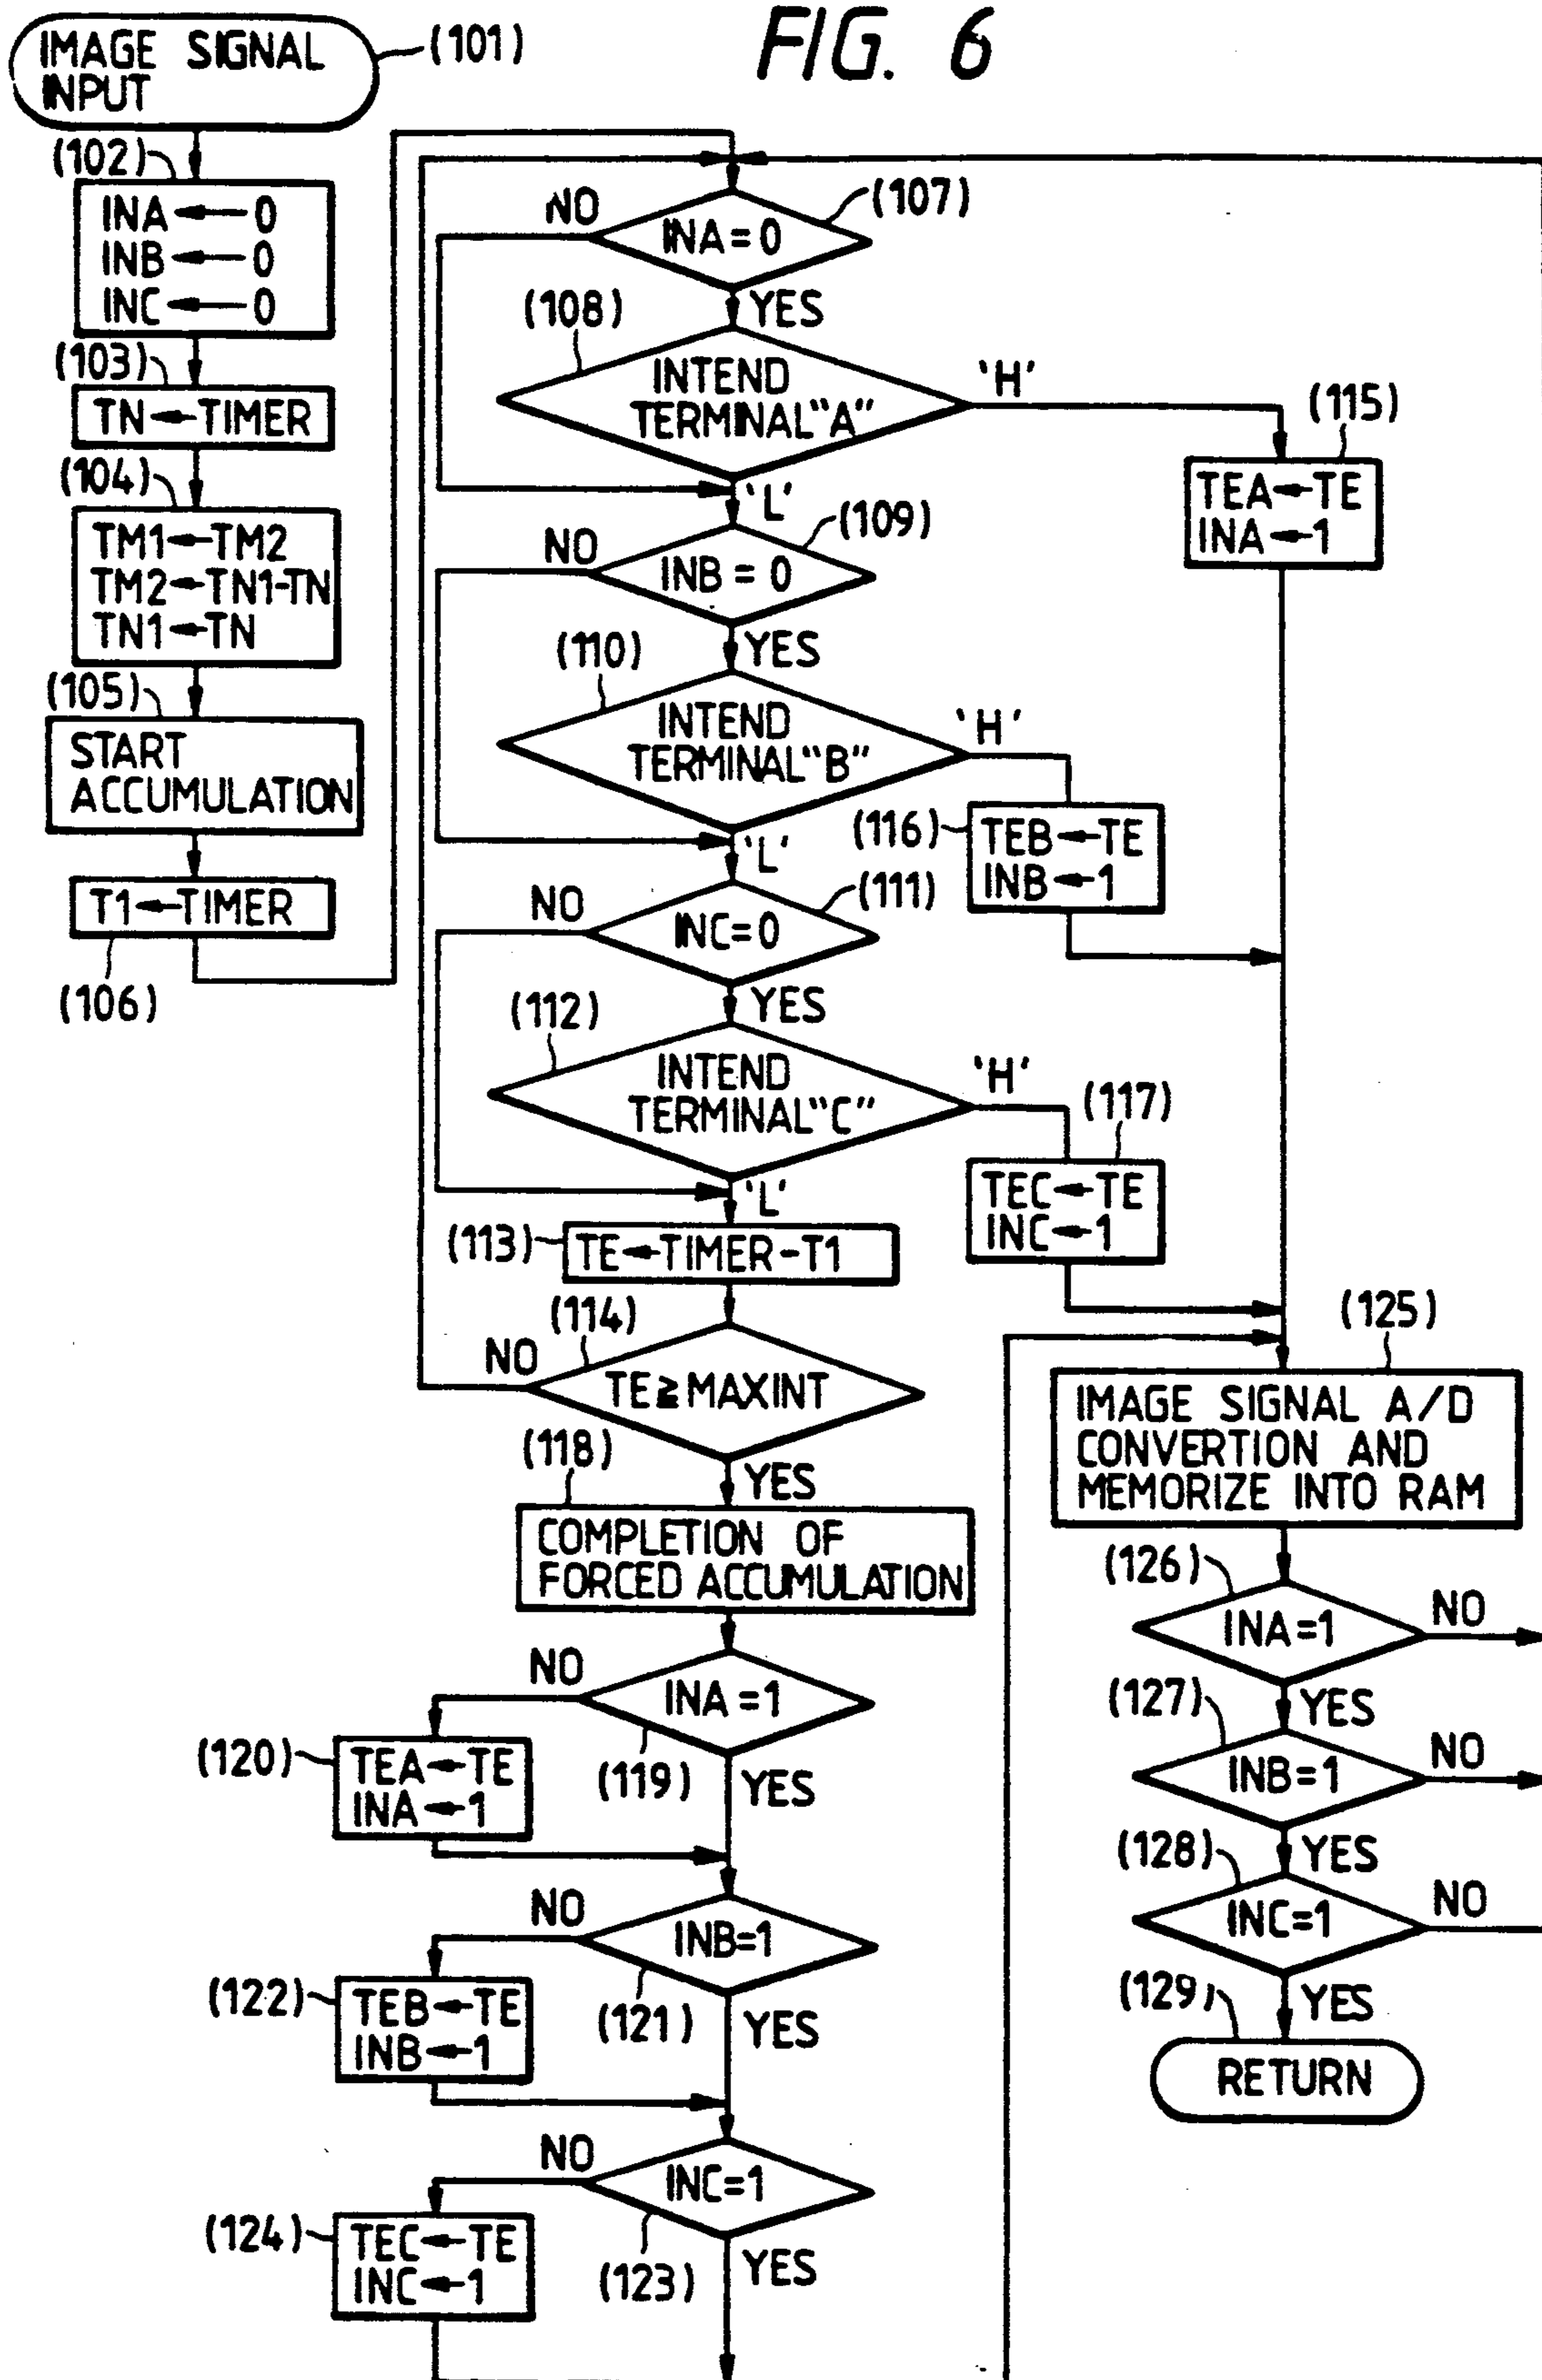 FIG. 6
IMAGE SIGNAL
INPUT
(101)
(102)
INA ← 0
INB ← 0
INC ← 0
(103)
TN ← TIMER
(104)
TM1 ← TM2
TM2 ← TN1-TN
TN1 ← TN
(105)
START
ACCUMULATION
T1 ← TIMER
(106)
(107)
INA = 0
NO
YES
(108)
INTEND
TERMINAL "A"
'H'
'L'
(115)
TEA ← TE
INA ← 1
(109)
INB = 0
NO
YES
(110)
INTEND
TERMINAL "B"
'H'
'L'
(116)
TEB ← TE
INB ← 1
(111)
INC = 0
NO
YES
(112)
INTEND
TERMINAL "C"
'H'
'L'
(117)
TEC ← TE
INC ← 1
(113)
TE ← TIMER - T1
(114)
TE ≧ MAXINT
NO
YES
(118)
COMPLETION OF
FORCED ACCUMULATION
INA = 1
(119)
NO
YES
(120)
TEA ← TE
INA ← 1
INB = 1
(121)
NO
YES
(122)
TEB ← TE
INB ← 1
INC = 1
(123)
NO
YES
(124)
TEC ← TE
INC ← 1
(125)
IMAGE SIGNAL A/D
CONVERTION AND
MEMORIZE INTO RAM
(126)
INA = 1
NO
YES
(127)
INB = 1
NO
YES
(128)
INC = 1
NO
YES
(129)
RETURN